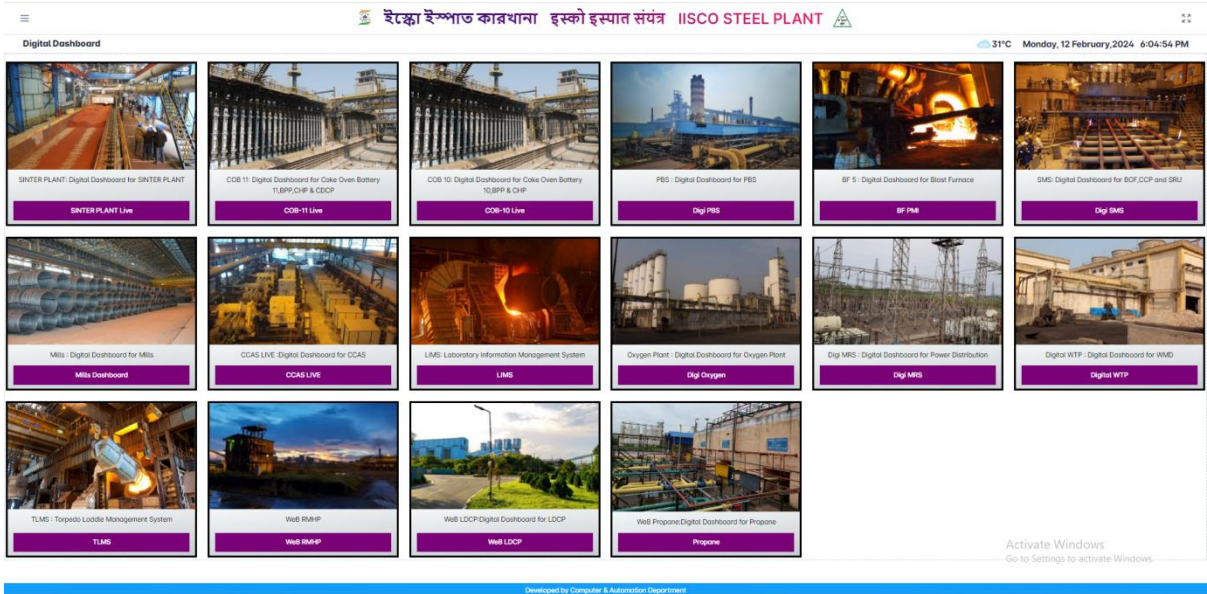 ইস্কো ইস্পাত কারখানা इस्को इस्पात संयंत्र IISCO STEEL PLANT
Digital Dashboard
31°C Monday, 12 February,2024 6:04:54 PM
SINTER PLANT: Digital Dashboard for SINTER PLANT
SINTER PLANT Live
COB 11: Digital Dashboard for Coke Oven Battery
11,BPP,CHP & CDCP
COB-11 Live
COB 10: Digital Dashboard for Coke Oven Battery
10,BPP & CHP
COB-10 Live
PBS : Digital Dashboard for PBS
Digi PBS
BF 5 : Digital Dashboard for Blast Furnace
BF PMI
SMS: Digital Dashboard for BOF,CCP and SRU
Digi SMS
Mills : Digital Dashboard for Mills
Mills Dashboard
CCAS LIVE :Digital Dashboard for CCAS
CCAS LIVE
LIMS: Laboratory Information Management System
LIMS
Oxygen Plant : Digital Dashboard for Oxygen Plant
Digi Oxygen
Digi MRS : Digital Dashboard for Power Distribution
Digi MRS
Digital WTP : Digital Dashboard for WMD
Digital WTP
TLMS : Torpedo Laddle Management System
TLMS
WeB RMHP
WeB RMHP
WeB LDCP:Digital Dashboard for LDCP
WeB LDCP
WeB Propane:Digital Dashboard for Propane
Propane
Activate Windows
Go to Settings to activate Windows.
Developed by Computer & Automation Department